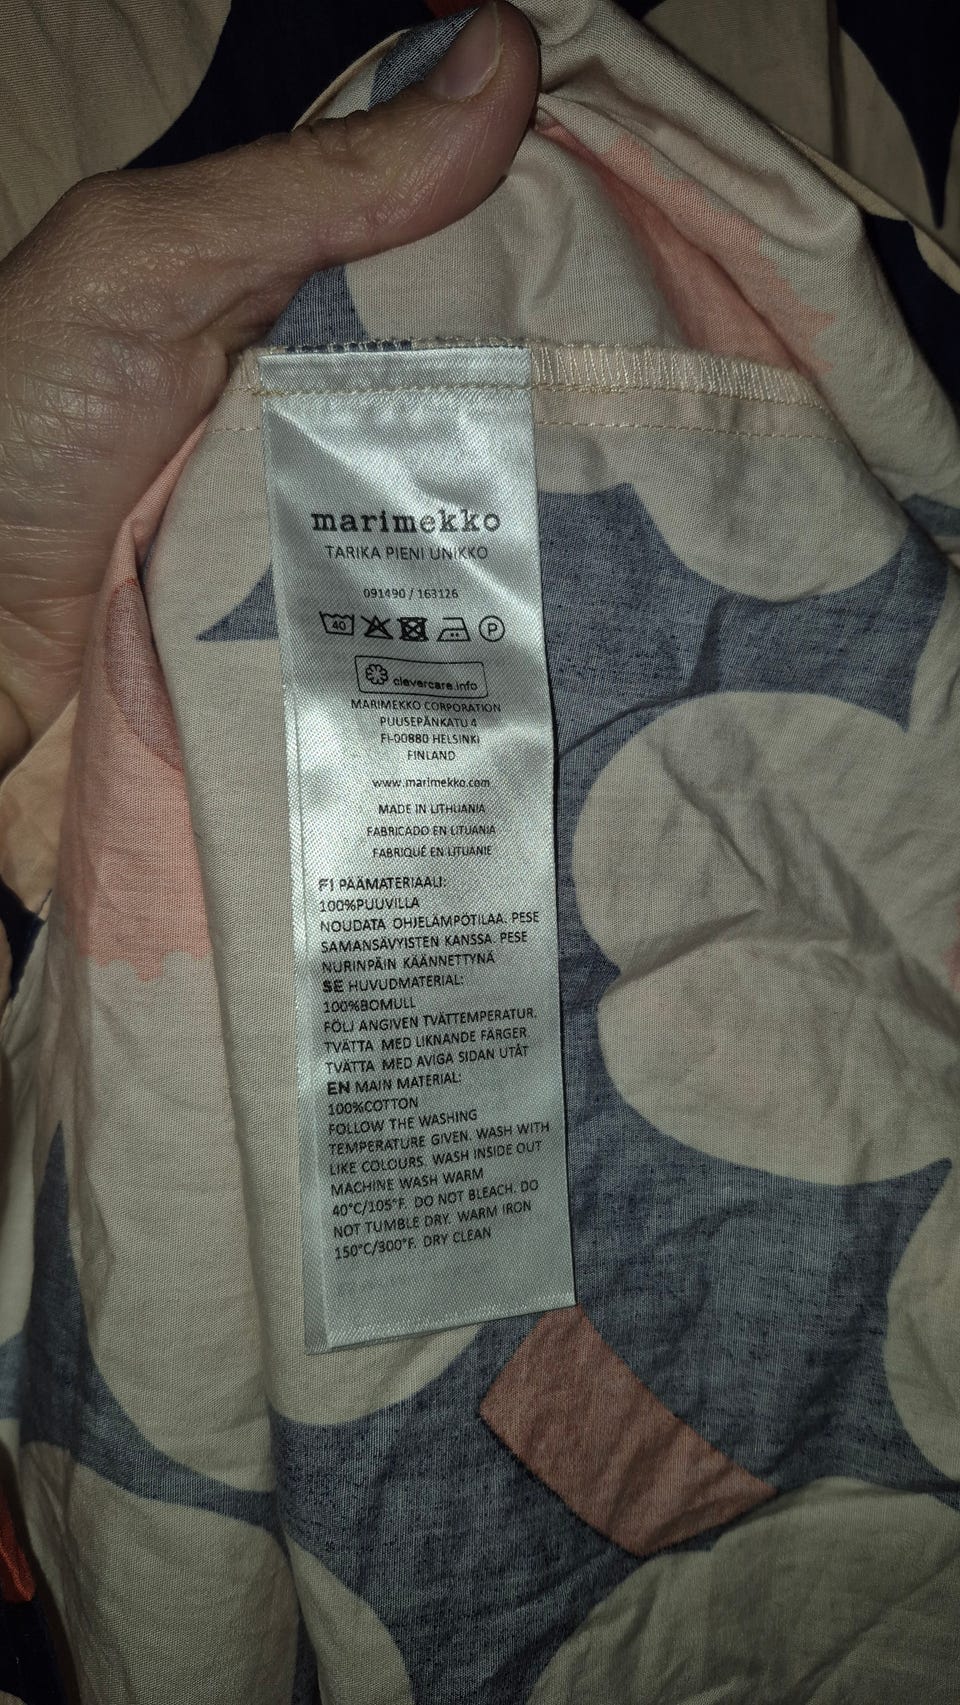 marimekko
TARIKA PIENI UNIKKO
091490 / 163126
40 P
clevercare.info
MARIMEKKO CORPORATION
PUUSEPÄNKATU 4
FI-00880 HELSINKI
FINLAND
www.marimekko.com
MADE IN LITHUANIA
FABRICADO EN LITUANIA
FABRIQUÉ EN LITUANIE
FI PÄÄMATERIAALI:
100%PUUVILLA
NOUDATA OHJELÄMPÖTILAA. PESE
SAMANSÄVYISTEN KANSSA. PESE
NURINPÄIN KÄÄNNETTYNÄ
SE HUVUDMATERIAL:
100%BOMULL
FÖLJ ANGIVEN TVÄTTEMPERATUR.
TVÄTTA MED LIKNANDE FÄRGER.
TVÄTTA MED AVIGA SIDAN UTÅT
EN MAIN MATERIAL:
100%COTTON
FOLLOW THE WASHING
TEMPERATURE GIVEN. WASH WITH
LIKE COLOURS. WASH INSIDE OUT
MACHINE WASH WARM
40°C/105°F. DO NOT BLEACH. DO
NOT TUMBLE DRY. WARM IRON
150°C/300°F. DRY CLEAN